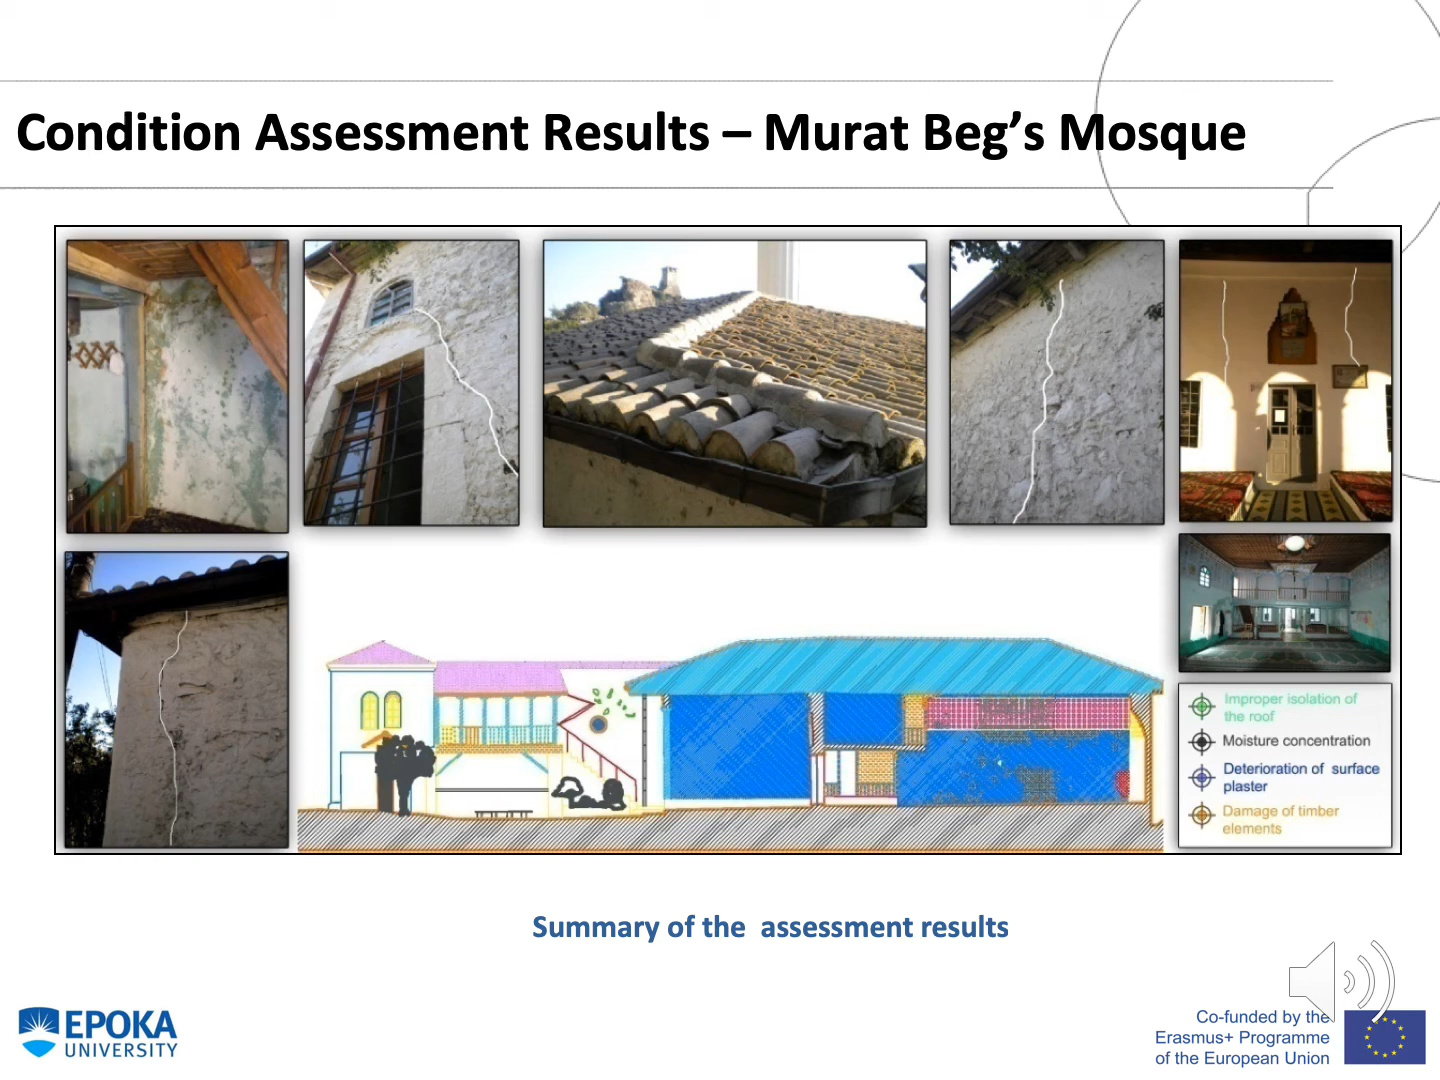 Condition Assessment Results – Murat Beg’s Mosque
Improper isolation of
the roof
Moisture concentration
Deterioration of surface
plaster
Damage of timber
elements
Summary of the assessment results
EPOKA
UNIVERSITY
Co-funded by the
Erasmus+ Programme
of the European Union